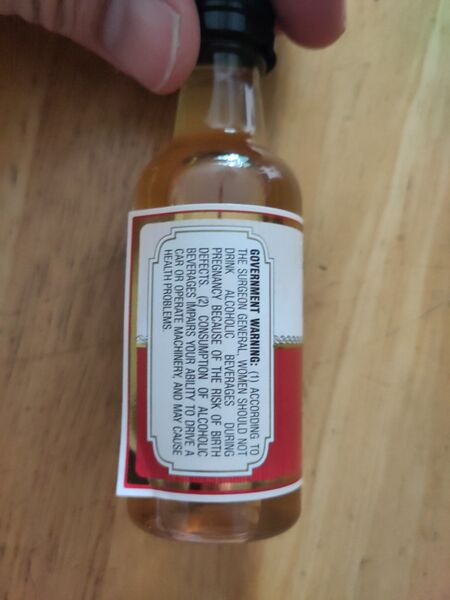 GOVERNMENT WARNING: (1) ACCORDING TO
THE SURGEON GENERAL, WOMEN SHOULD NOT
DRINK ALCOHOLIC BEVERAGES DURING
PREGNANCY BECAUSE OF THE RISK OF BIRTH
DEFECTS. (2) CONSUMPTION OF ALCOHOLIC
BEVERAGES IMPAIRS YOUR ABILITY TO DRIVE A
CAR OR OPERATE MACHINERY, AND MAY CAUSE
HEALTH PROBLEMS.